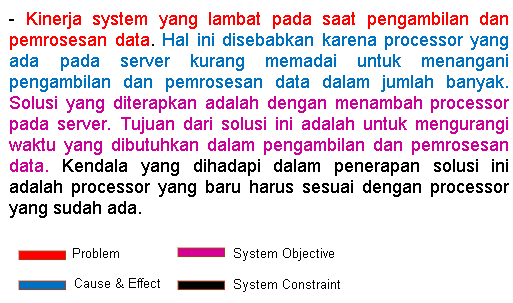 - Kinerja system yang lambat pada saat pengambilan dan
pemrosesan data. Hal ini disebabkan karena processor yang
ada pada server kurang memadai untuk menangani
pengambilan dan pemrosesan data dalam jumlah banyak.
Solusi yang diterapkan adalah dengan menambah processor
pada server. Tujuan dari solusi ini adalah untuk mengurangi
waktu yang dibutuhkan dalam pengambilan dan pemrosesan
data. Kendala yang dihadapi dalam penerapan solusi ini
adalah processor yang baru harus sesuai dengan processor
yang sudah ada.
Problem System Objective
Cause & Effect System Constraint